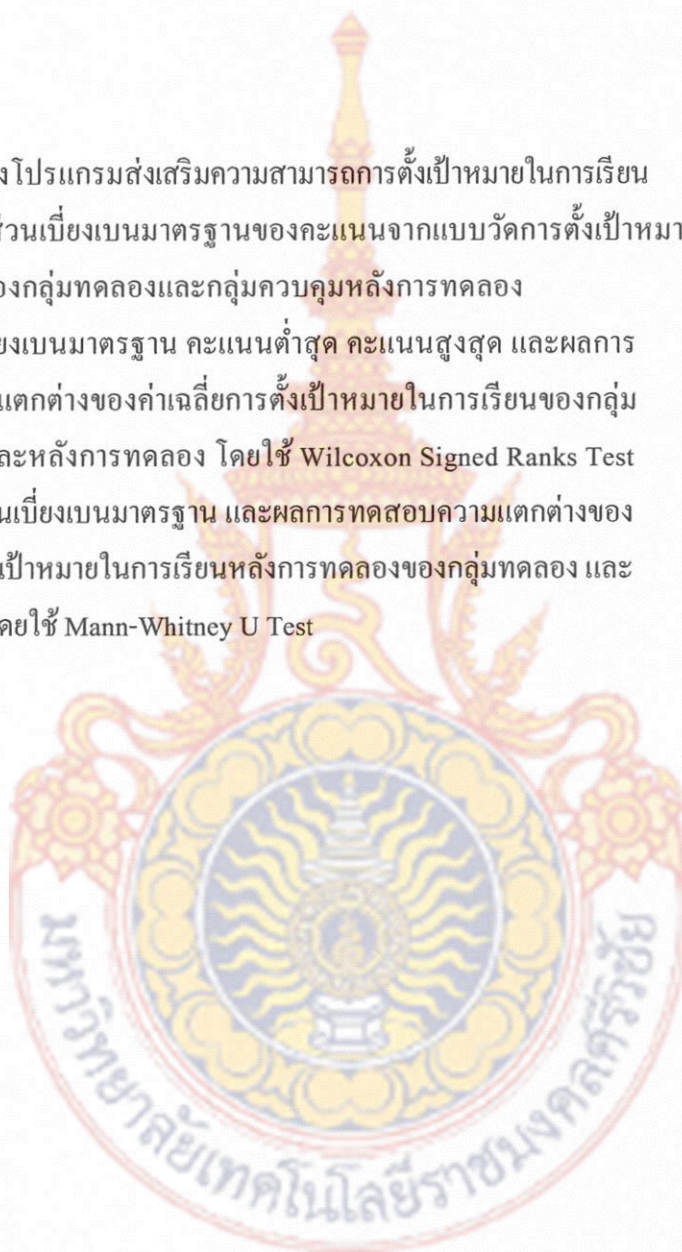 งโปรแกรมส่งเสริมความสามารถการตั้งเป้าหมายในการเรียน
ส่วนเบี่ยงเบนมาตรฐานของคะแนนจากแบบวัดการตั้งเป้าหมา
องกลุ่มทดลองและกลุ่มควบคุมหลังการทดลอง
ยงเบนมาตรฐาน คะแนนต่ำสุด คะแนนสูงสุด และผลการ
แตกต่างของค่าเฉลี่ยการตั้งเป้าหมายในการเรียนของกลุ่ม
ละหลังการทดลอง โดยใช้ Wilcoxon Signed Ranks Test
นเบี่ยงเบนมาตรฐาน และผลการทดสอบความแตกต่างของ
นเป้าหมายในการเรียนหลังการทดลองของกลุ่มทดลอง และ
ดยใช้ Mann-Whitney U Test
มหาวิทยาลัยเทคโนโลยีราชมงคลศรีวิชัย